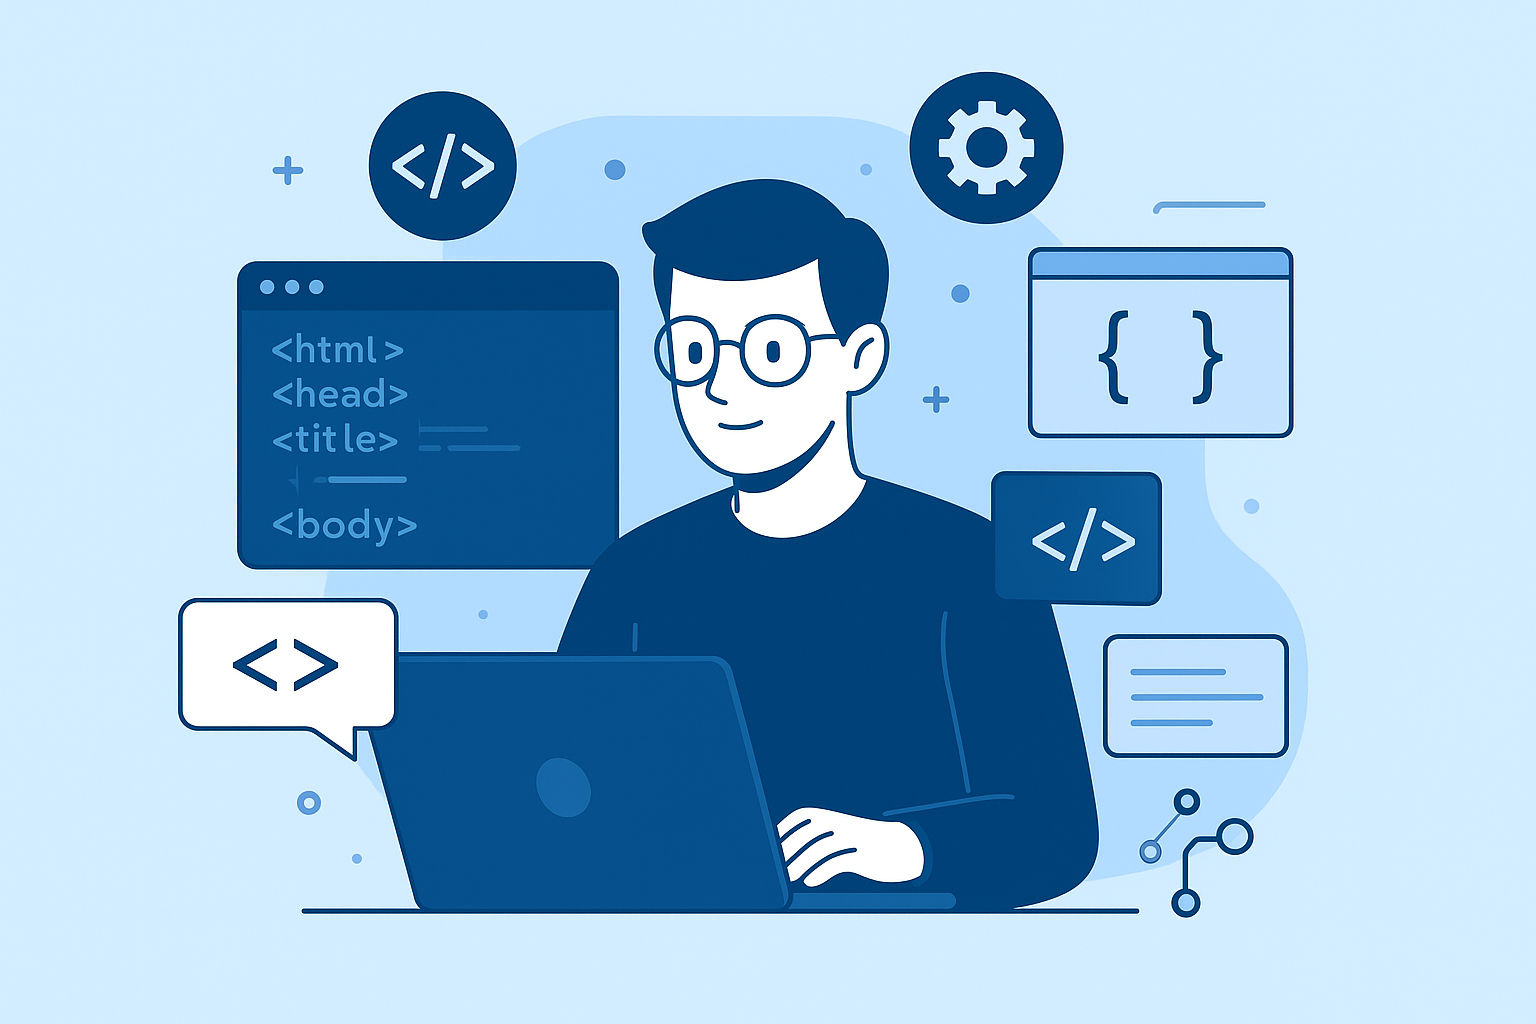 </>
<html>
<head>
<title>
<body>
{ }
</>
<>